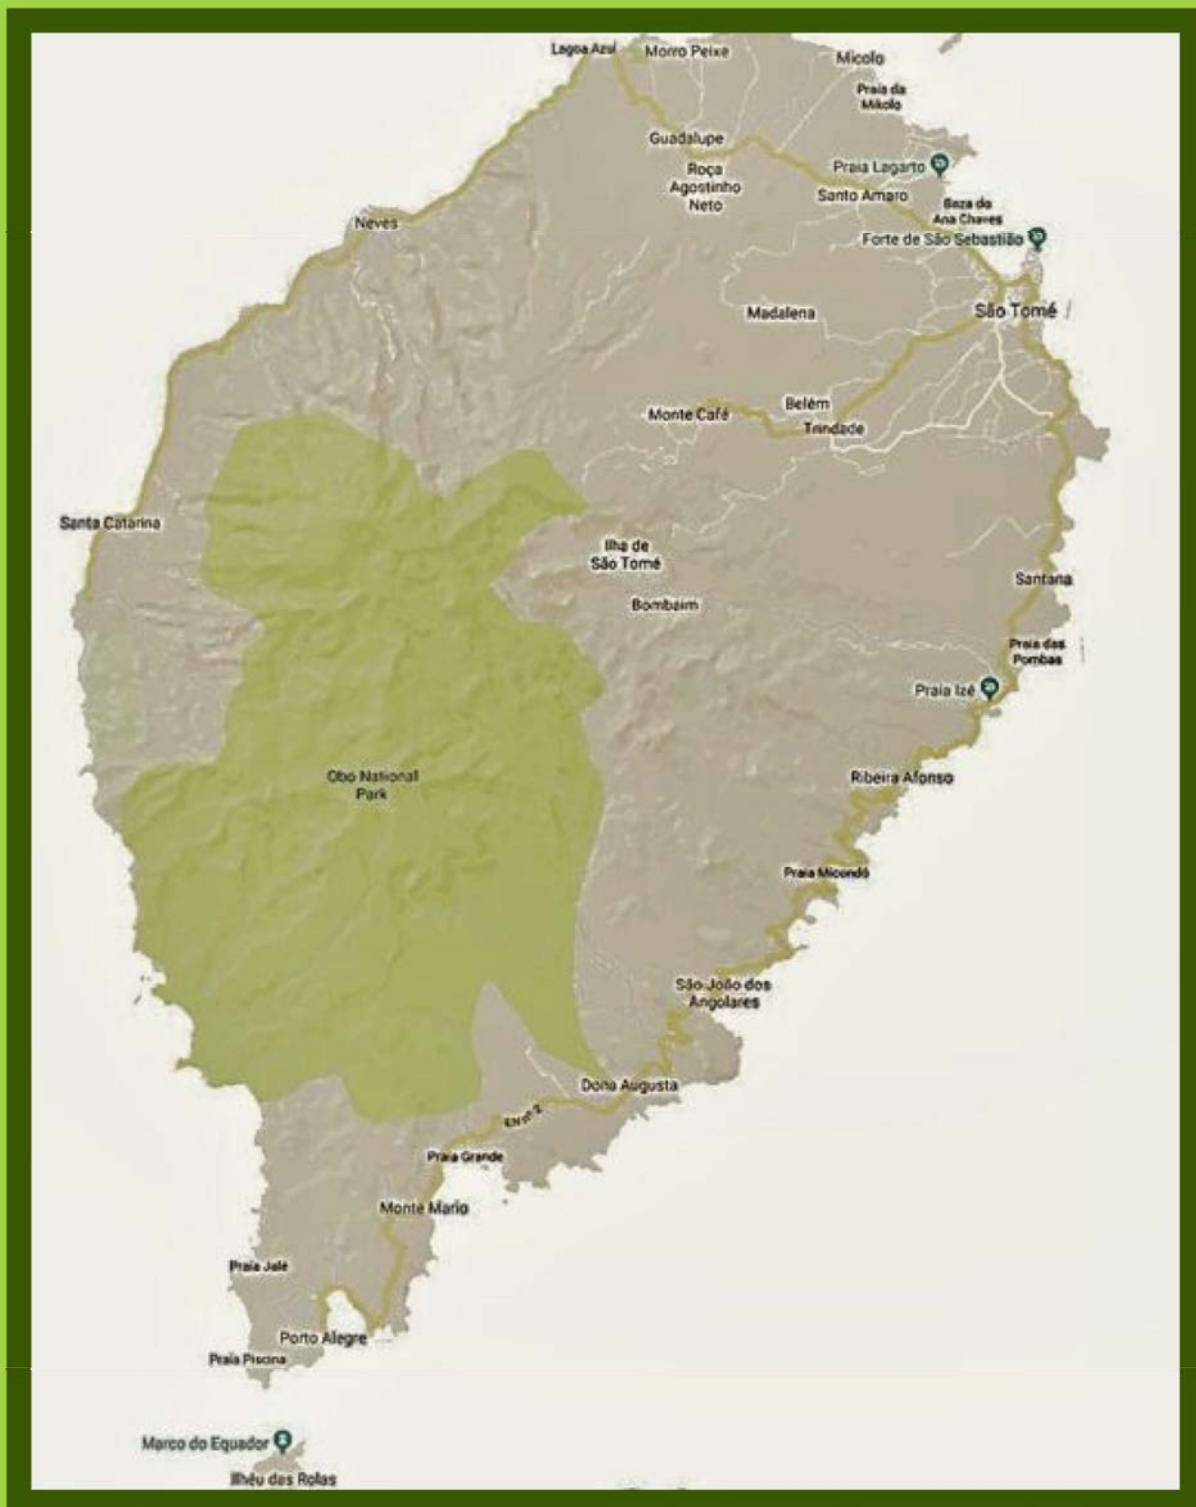 Lagoa Azul
Morro Peixe
Micolo
Praia da
Mikolo
Guadalupe
Praia Lagarto
Roça
Agostinho
Neto
Santo Amaro
Baza do
Ana Chaves
Neves
Forte de São Sebastião
Madalena
São Tomé
Belém
Monte Café
Trindade
Santa Catarina
Ilha de
São Tomé
Santana
Bombaim
Praia das
Pombas
Praia Izé
Obo National
Park
Ribeira Afonso
Praia Micondó
São João dos
Angolares
Dona Augusta
EN nº 2
Praia Grande
Monte Mario
Praia Jalé
Porto Alegre
Praia Piscina
Marco do Equador
Ilhéu das Rolas